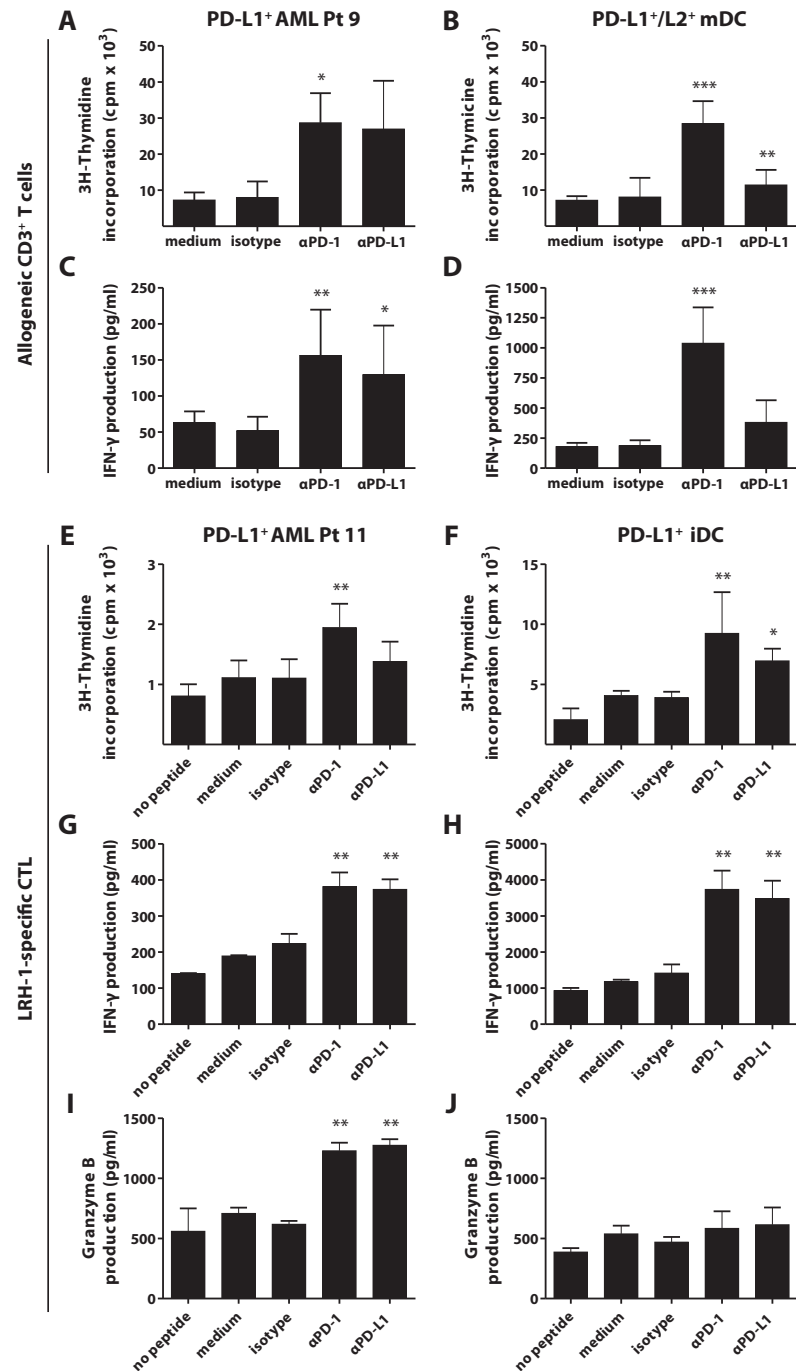 Allogeneic CD3⁺ T cells
A
PD-L1⁺ AML Pt 9
3H-Thymidine
incorporation (cpm x 10³)
50
40
30
20
10
*
medium isotype αPD-1 αPD-L1
B
PD-L1⁺/L2⁺ mDC
3H-Thymicine
incorporation (cpm x 10³)
50
40
30
20
10
***
**
medium isotype αPD-1 αPD-L1
C
IFN-γ production (pg/ml)
250
200
150
100
50
0
**
*
medium isotype αPD-1 αPD-L1
D
IFN-γ production (pg/ml)
1500
1250
1000
750
500
250
0
***
medium isotype αPD-1 αPD-L1
LRH-1-specific CTL
E
PD-L1⁺ AML Pt 11
3H-Thymidine
incorporation (cpm x 10³)
3
2
1
**
no peptide medium isotype αPD-1 αPD-L1
F
PD-L1⁺ iDC
3H-Thymidine
incorporation (cpm x 10³)
15
10
5
**
*
no peptide medium isotype αPD-1 αPD-L1
G
IFN-γ production (pg/ml)
400
300
200
100
0
500
** **
no peptide medium isotype αPD-1 αPD-L1
H
IFN-γ production (pg/ml)
5000
4000
3000
2000
1000
0
** **
no peptide medium isotype αPD-1 αPD-L1
I
Granzyme B
production (pg/ml)
1500
1000
500
0
** **
no peptide medium isotype αPD-1 αPD-L1
J
Granzyme B
production (pg/ml)
1500
1000
500
0
no peptide medium isotype αPD-1 αPD-L1